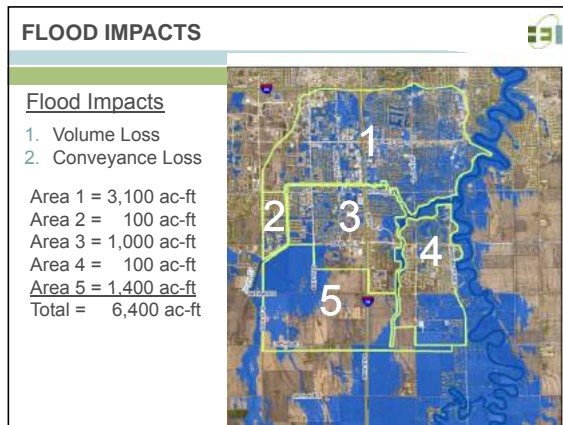 FLOOD IMPACTS
Flood Impacts
1. Volume Loss
2. Conveyance Loss
Area 1 = 3,100 ac-ft
Area 2 = 100 ac-ft
Area 3 = 1,000 ac-ft
Area 4 = 100 ac-ft
Area 5 = 1,400 ac-ft
Total = 6,400 ac-ft
1
2
3
4
5